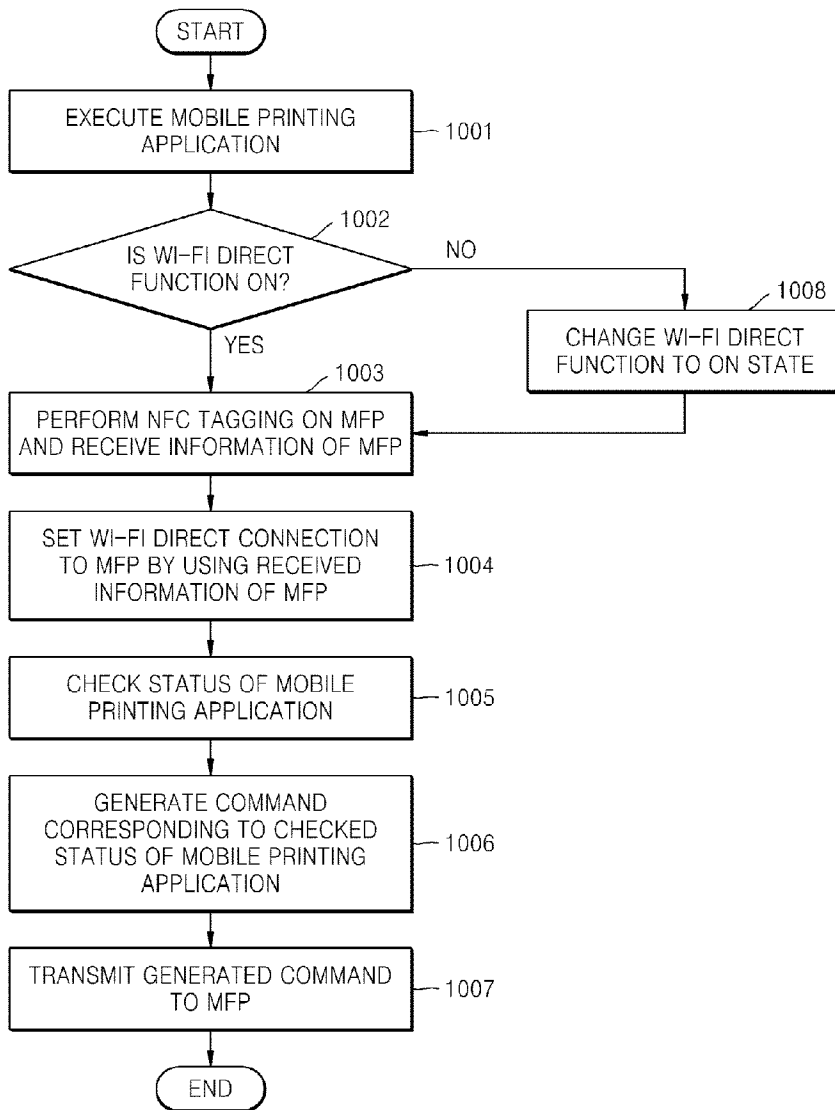 START
EXECUTE MOBILE PRINTING
APPLICATION
1001
1002
IS WI-FI DIRECT
FUNCTION ON?
NO
YES
1008
CHANGE WI-FI DIRECT
FUNCTION TO ON STATE
1003
PERFORM NFC TAGGING ON MFP
AND RECEIVE INFORMATION OF MFP
SET WI-FI DIRECT CONNECTION
TO MFP BY USING RECEIVED
INFORMATION OF MFP
1004
CHECK STATUS OF MOBILE
PRINTING APPLICATION
1005
GENERATE COMMAND
CORRESPONDING TO CHECKED
STATUS OF MOBILE PRINTING
APPLICATION
1006
TRANSMIT GENERATED COMMAND
TO MFP
1007
END